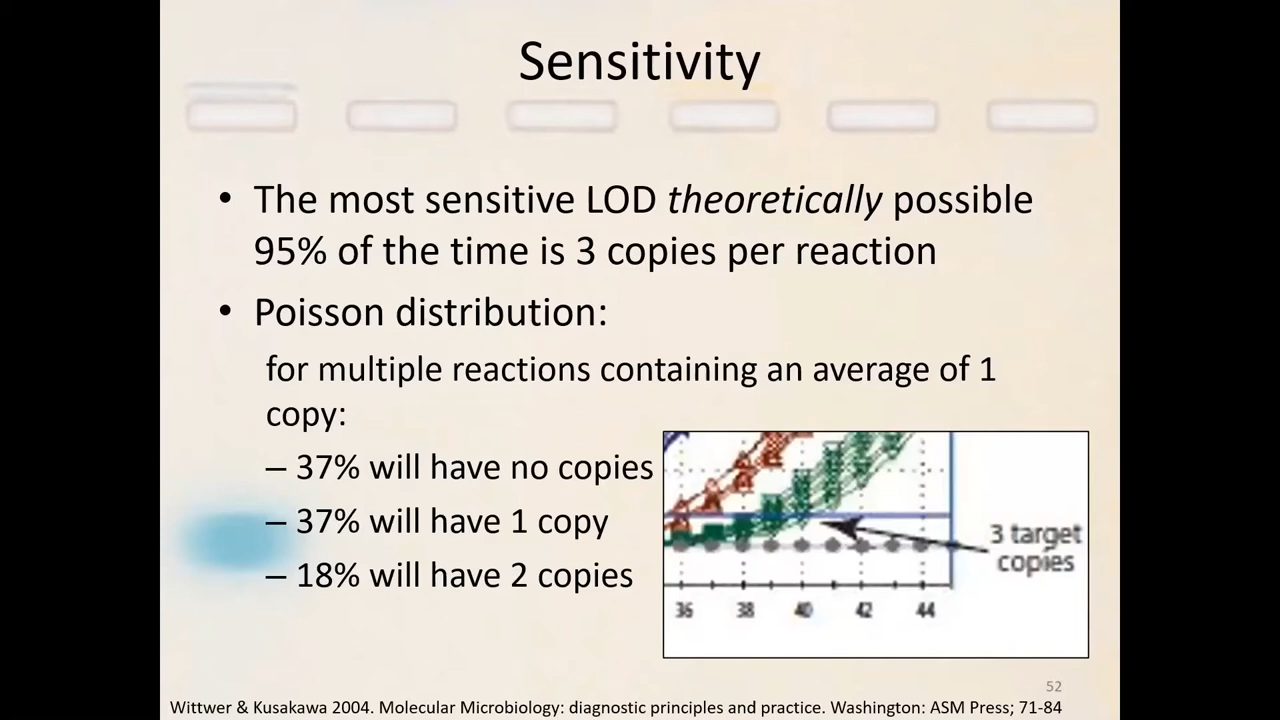 Sensitivity
• The most sensitive LOD theoretically possible
95% of the time is 3 copies per reaction
• Poisson distribution:
for multiple reactions containing an average of 1
copy:
– 37% will have no copies
– 37% will have 1 copy
– 18% will have 2 copies
3 target
copies
36 38 40 42 44
52
Wittwer & Kusakawa 2004. Molecular Microbiology: diagnostic principles and practice. Washington: ASM Press; 71-84